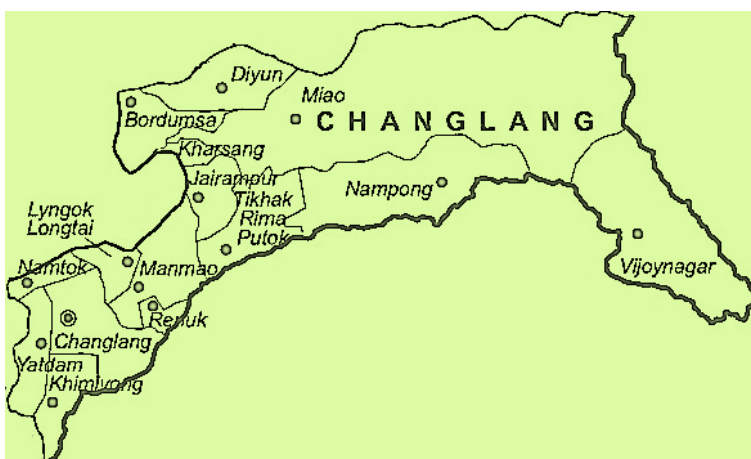 Diyun
Miao
Bordumsa
CHANGLANG
Kharsang
Jairampur
Nampong
Tikhak
Rima
Putok
Lyngok
Longtai
Vijoynagar
Namtok
Manmao
Renuk
Changlang
Yatdam
Khimiyong